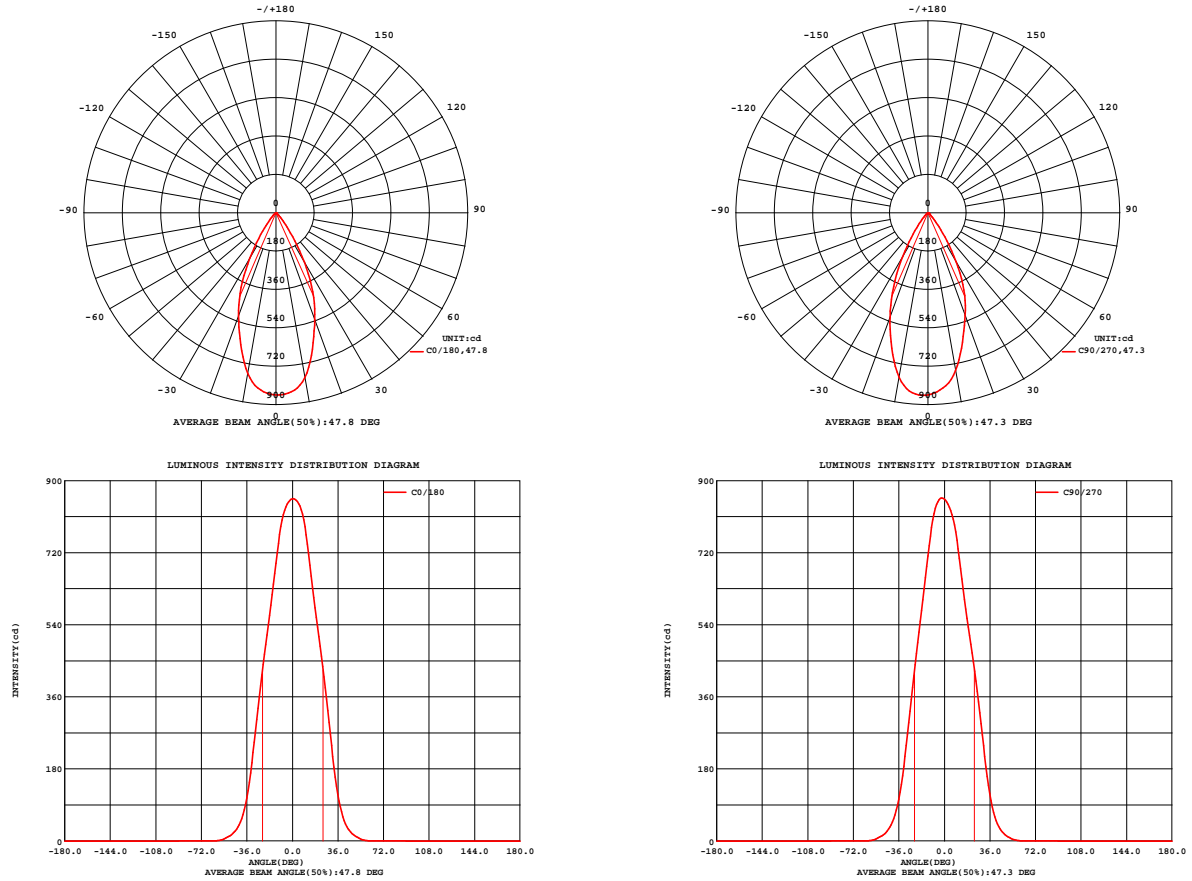 -/+180
-150
150
-120
120
-90
90
-60
60
-30
30
0
0
180
360
540
720
900
UNIT:cd
C0/180,47.8
AVERAGE BEAM ANGLE(50%):47.8 DEG
-/+180
-150
150
-120
120
-90
90
-60
60
-30
30
0
0
180
360
540
720
900
UNIT:cd
C90/270,47.3
AVERAGE BEAM ANGLE(50%):47.3 DEG
LUMINOUS INTENSITY DISTRIBUTION DIAGRAM
C0/180
INTENSITY(cd)
900
720
540
360
180
0
-180.0 -144.0 -108.0 -72.0 -36.0 0.0 36.0 72.0 108.0 144.0 180.0
ANGLE(DEG)
AVERAGE BEAM ANGLE(50%):47.8 DEG
LUMINOUS INTENSITY DISTRIBUTION DIAGRAM
C90/270
INTENSITY(cd)
900
720
540
360
180
0
-180.0 -144.0 -108.0 -72.0 -36.0 0.0 36.0 72.0 108.0 144.0 180.0
ANGLE(DEG)
AVERAGE BEAM ANGLE(50%):47.3 DEG